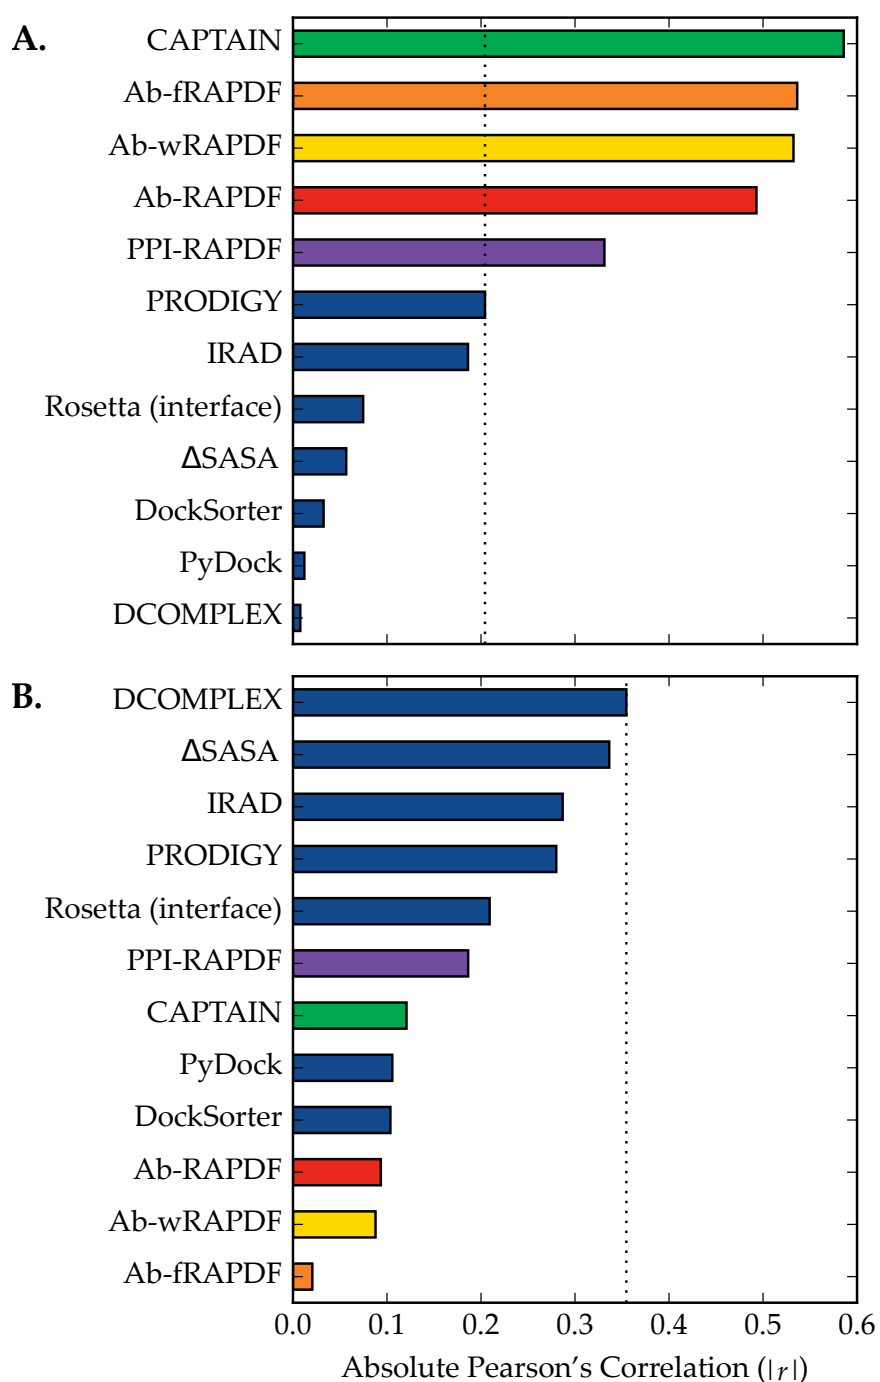 A.
CAPTAIN
Ab-fRAPDF
Ab-wRAPDF
Ab-RAPDF
PPI-RAPDF
PRODIGY
IRAD
Rosetta (interface)
ΔSASA
DockSorter
PyDock
DCOMPLEX
B.
DCOMPLEX
ΔSASA
IRAD
PRODIGY
Rosetta (interface)
PPI-RAPDF
CAPTAIN
PyDock
DockSorter
Ab-RAPDF
Ab-wRAPDF
Ab-fRAPDF
0.0 0.1 0.2 0.3 0.4 0.5 0.6
Absolute Pearson's Correlation (|r|)